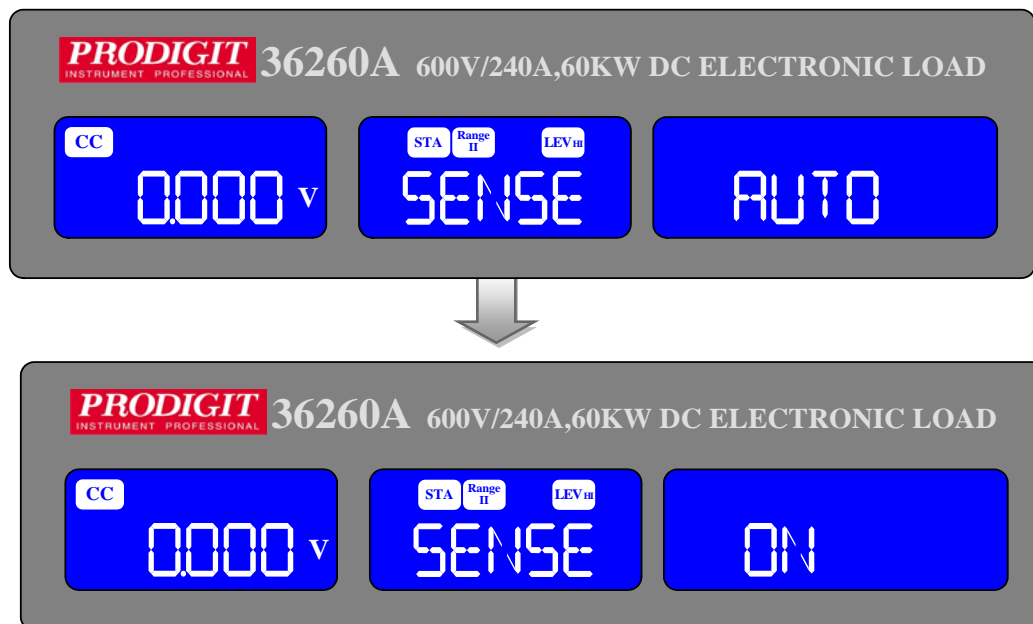 PRODIGIT
INSTRUMENT PROFESSIONAL
36260A 600V/240A,60KW DC ELECTRONIC LOAD
CC
0.000 V
STA Range II LEV HI
SENSE
AUTO
PRODIGIT
INSTRUMENT PROFESSIONAL
36260A 600V/240A,60KW DC ELECTRONIC LOAD
CC
0.000 V
STA Range II LEV HI
SENSE
ON